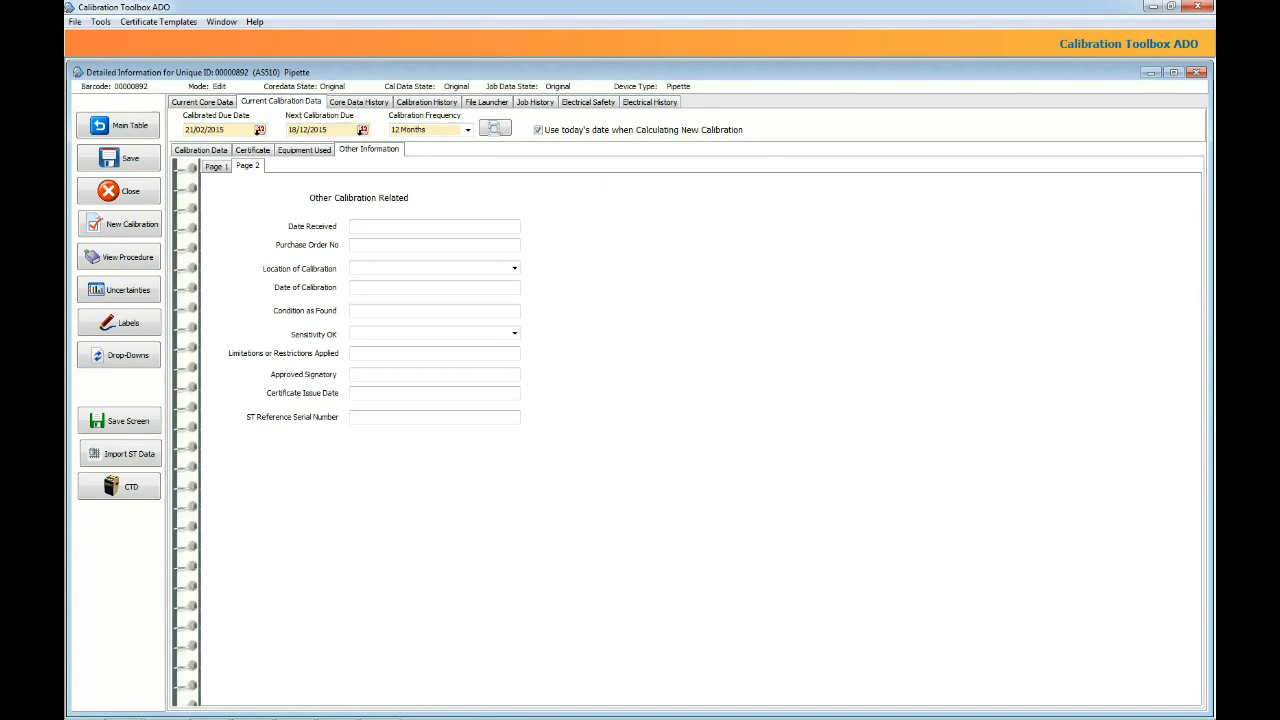 Calibration Toolbox ADO
File Tools Certificate Templates Window Help
Calibration Toolbox ADO
Detailed Information for Unique ID: 00000892 (AS510) Pipette
Barcode: 00000892 Mode: Edit Coredata State: Original Cal Data State: Original Job Data State: Original Device Type: Pipette
Current Core Data Current Calibration Data Core Data History Calibration History File Launcher Job History Electrical Safety Electrical History
Calibrated Due Date Next Calibration Due Calibration Frequency
21/02/2015 12 18/12/2015 12 12 Months Use today's date when Calculating New Calibration
Calibration Data Certificate Equipment Used Other Information
Page 1 Page 2
Main Table
Save
Close
New Calibration
View Procedure
Uncertainties
Labels
Drop-Downs
Save Screen
Import ST Data
CTD
Other Calibration Related
Date Received
Purchase Order No
Location of Calibration
Date of Calibration
Condition as Found
Sensitivity OK
Limitations or Restrictions Applied
Approved Signatory
Certificate Issue Date
ST Reference Serial Number